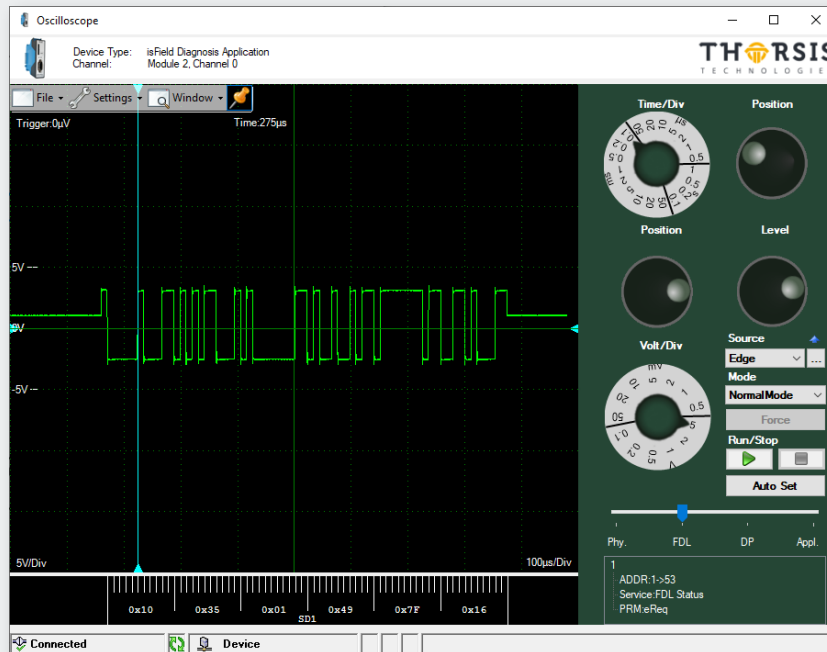 Oscilloscope
Device Type: isField Diagnosis Application
Channel: Module 2, Channel 0
THORSIS
TECHNOLOGIE
File Settings Window
Trigger:0µV Time:275µs
5V
0V
-5V
5V/Div 100µs/Div
0x10 0x35 0x01 0x49 0x7F 0x16
SD1
Time/Div Position
Position Level
Volt/Div
Source
Edge ...
Mode
NormalMode
Force
Run/Stop
Auto Set
Phy. FDL DP Appl.
1
ADDR:1->53
Service:FDL Status
PRM:eReq
Connected Device